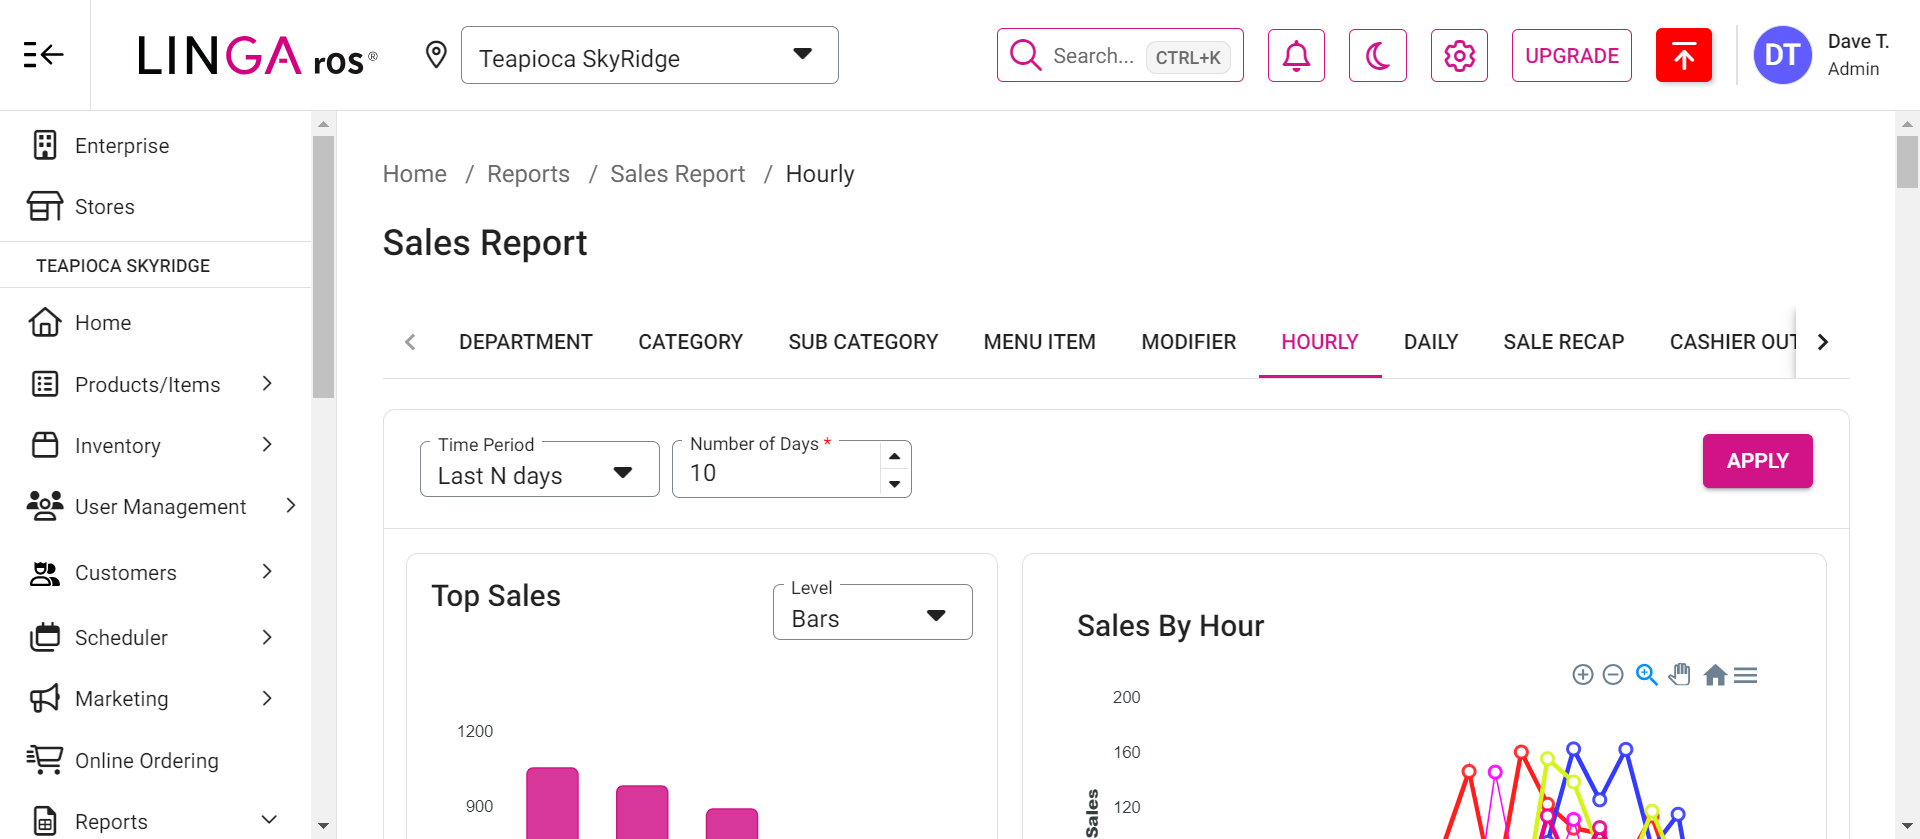 LINGA ros®
Teapioca SkyRidge
Search... CTRL+K
UPGRADE
DT
Dave T.
Admin
Enterprise
Stores
TEAPIOCA SKYRIDGE
Home
Products/Items
Inventory
User Management
Customers
Scheduler
Marketing
Online Ordering
Reports
Home / Reports / Sales Report / Hourly
Sales Report
DEPARTMENT CATEGORY SUB CATEGORY MENU ITEM MODIFIER HOURLY DAILY SALE RECAP CASHIER OUT
Time Period
Last N days
Number of Days *
10
APPLY
Top Sales
Level
Bars
1200
900
Sales By Hour
200
160
120
Sales